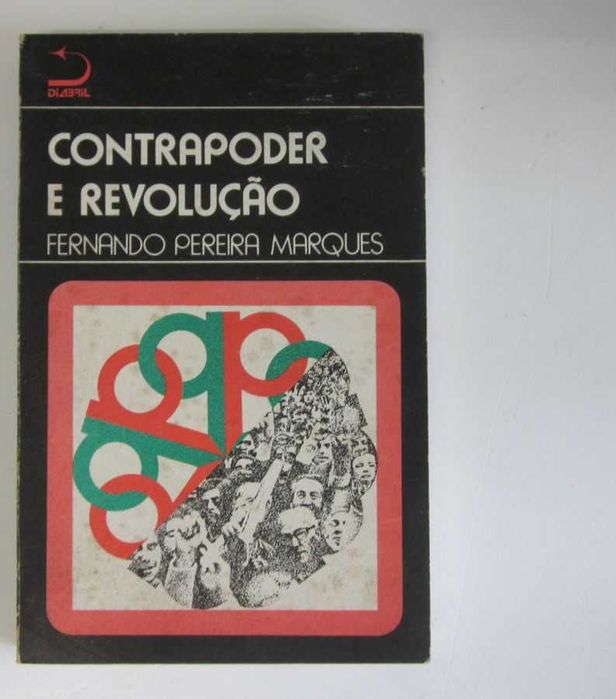 DIABRIL
CONTRAPODER
E REVOLUÇÃO
FERNANDO PEREIRA MARQUES